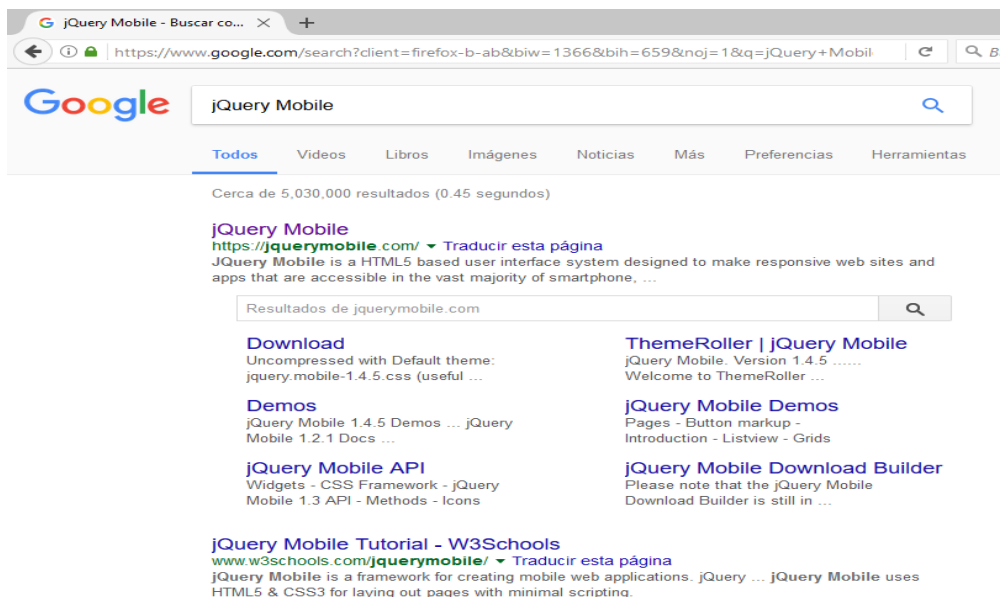 jQuery Mobile - Buscar co...
https://www.google.com/search?client=firefox-b-ab&biw=1366&bih=659&noj=1&q=jQuery+Mobil
Google
jQuery Mobile
Todos Videos Libros Imágenes Noticias Más Preferencias Herramientas
Cerca de 5,030,000 resultados (0.45 segundos)
jQuery Mobile
https://jquerymobile.com/ Traducir esta página
JQuery Mobile is a HTML5 based user interface system designed to make responsive web sites and
apps that are accessible in the vast majority of smartphone, ...
Resultados de jquerymobile.com
Download
Uncompressed with Default theme:
jquery.mobile-1.4.5.css (useful ...
ThemeRoller | jQuery Mobile
jQuery Mobile. Version 1.4.5 ......
Welcome to ThemeRoller ...
Demos
jQuery Mobile 1.4.5 Demos ... jQuery
Mobile 1.2.1 Docs ...
jQuery Mobile Demos
Pages - Button markup -
Introduction - Listview - Grids
jQuery Mobile API
Widgets - CSS Framework - jQuery
Mobile 1.3 API - Methods - Icons
jQuery Mobile Download Builder
Please note that the jQuery Mobile
Download Builder is still in ...
jQuery Mobile Tutorial - W3Schools
www.w3schools.com/jquerymobile/ Traducir esta página
jQuery Mobile is a framework for creating mobile web applications. jQuery ... jQuery Mobile uses
HTML5 & CSS3 for laying out pages with minimal scripting.